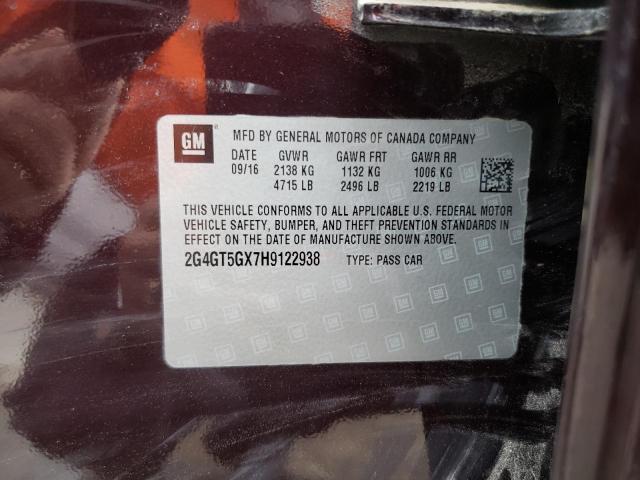 GM
MFD BY GENERAL MOTORS OF CANADA COMPANY
DATE GVWR GAWR FRT GAWR RR
09/16 2138 KG 1132 KG 1006 KG
4715 LB 2496 LB 2219 LB
THIS VEHICLE CONFORMS TO ALL APPLICABLE U.S. FEDERAL MOTOR
VEHICLE SAFETY, BUMPER, AND THEFT PREVENTION STANDARDS
IN EFFECT ON THE DATE OF MANUFACTURE SHOWN ABOVE.
2G4GT5GX7H9122938 TYPE: PASS CAR